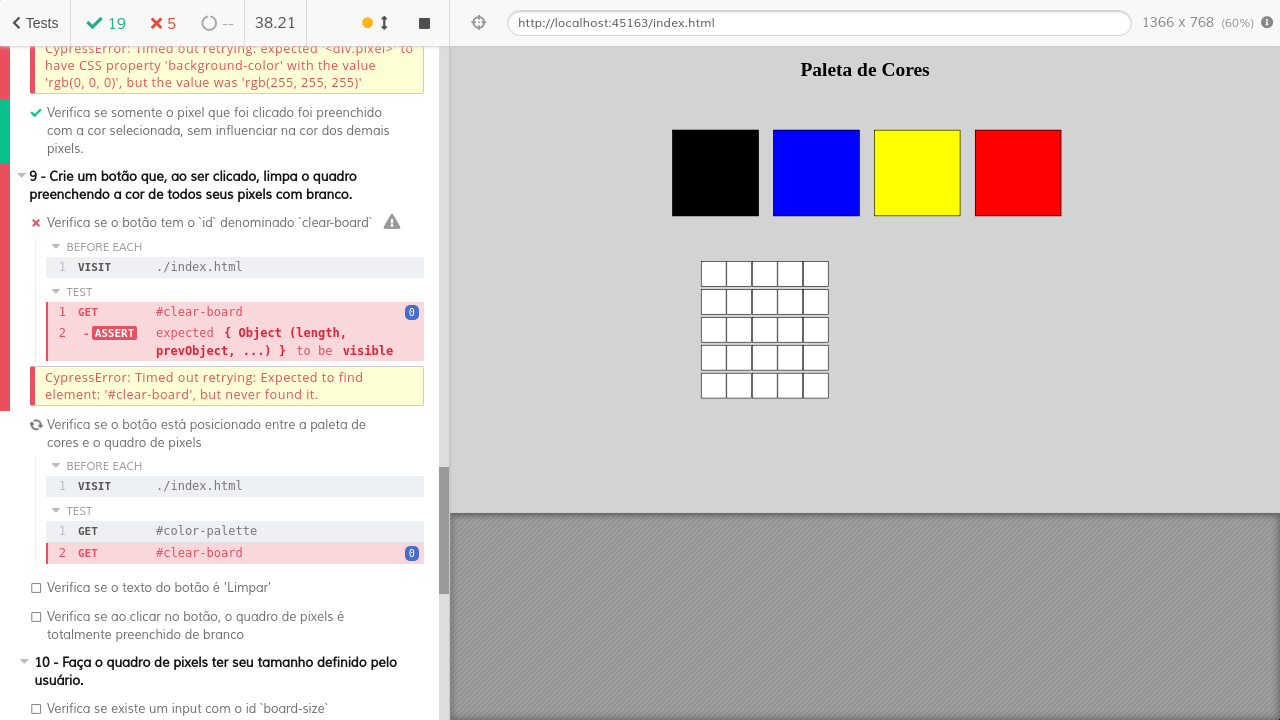 Tests 19 5 -- 38.21
http://localhost:45163/index.html 1366 x 768 (60%)
CypressError: Timed out retrying: expected '<div.pixel>' to
have CSS property 'background-color' with the value
'rgb(0, 0, 0)', but the value was 'rgb(255, 255, 255)'
Verifica se somente o pixel que foi clicado foi preenchido
com a cor selecionada, sem influenciar na cor dos demais
pixels.
9 - Crie um botão que, ao ser clicado, limpa o quadro
preenchendo a cor de todos seus pixels com branco.
Verifica se o botão tem o `id` denominado `clear-board`
BEFORE EACH
1 VISIT ./index.html
TEST
1 GET #clear-board 0
2 -ASSERT expected { Object (length,
prevObject, ...) } to be visible
CypressError: Timed out retrying: Expected to find
element: '#clear-board', but never found it.
Verifica se o botão está posicionado entre a paleta de
cores e o quadro de pixels
BEFORE EACH
1 VISIT ./index.html
TEST
1 GET #color-palette
2 GET #clear-board 0
Verifica se o texto do botão é 'Limpar'
Verifica se ao clicar no botão, o quadro de pixels é
totalmente preenchido de branco
10 - Faça o quadro de pixels ter seu tamanho definido pelo
usuário.
Verifica se existe um input com o id `board-size`
Paleta de Cores